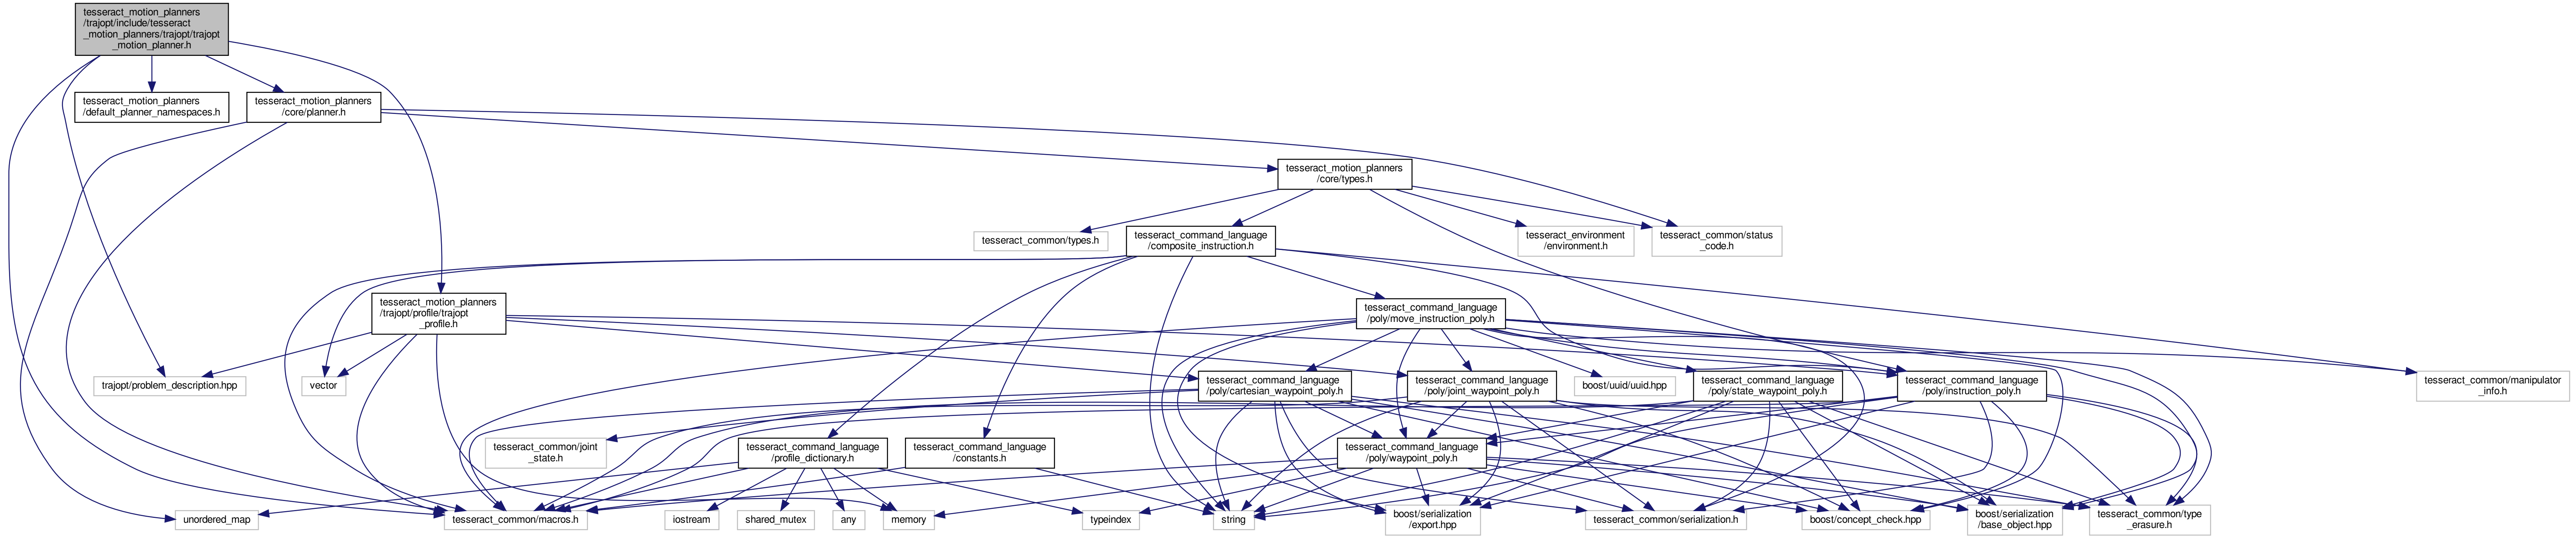 tesseract_motion_planners
/trajopt/include/tesseract
_motion_planners/trajopt/trajopt
_motion_planner.h
tesseract_motion_planners
/default_planner_namespaces.h
tesseract_motion_planners
/core/planner.h
tesseract_motion_planners
/core/types.h
tesseract_common/types.h
tesseract_command_language
/composite_instruction.h
tesseract_environment
/environment.h
tesseract_common/status
_code.h
tesseract_motion_planners
/trajopt/profile/trajopt
_profile.h
tesseract_command_language
/poly/move_instruction_poly.h
trajopt/problem_description.hpp
vector
tesseract_command_language
/poly/cartesian_waypoint_poly.h
tesseract_command_language
/poly/joint_waypoint_poly.h
boost/uuid/uuid.hpp
tesseract_command_language
/poly/state_waypoint_poly.h
tesseract_command_language
/poly/instruction_poly.h
tesseract_common/manipulator
_info.h
tesseract_common/joint
_state.h
tesseract_command_language
/profile_dictionary.h
tesseract_command_language
/constants.h
tesseract_command_language
/poly/waypoint_poly.h
unordered_map
tesseract_common/macros.h
iostream
shared_mutex
any
memory
typeindex
string
boost/serialization
/export.hpp
tesseract_common/serialization.h
boost/concept_check.hpp
boost/serialization
/base_object.hpp
tesseract_common/type
_erasure.h